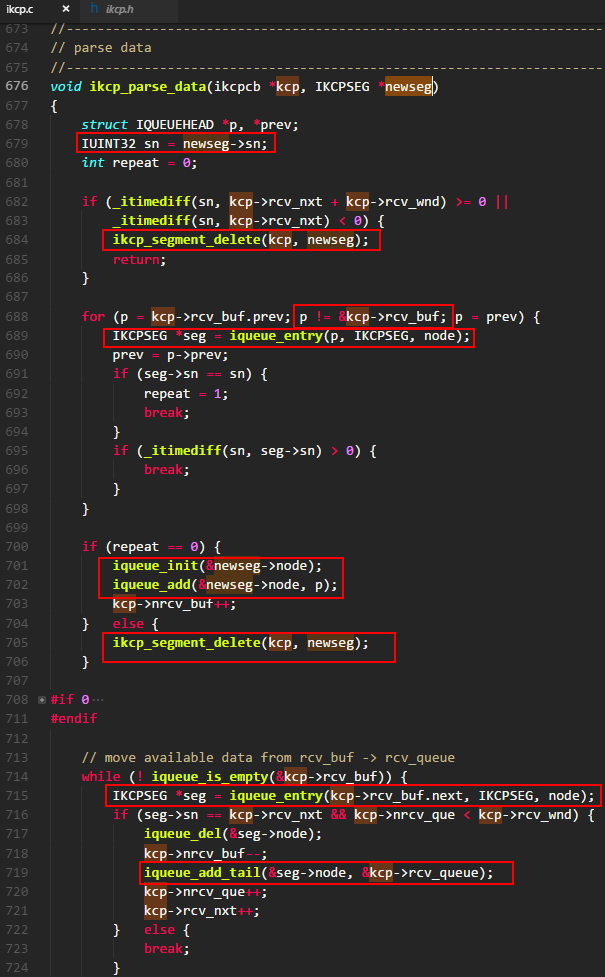 ikcp.c × h ikcp.h
673 //---------------------------------------------------------------------
674 // parse data
675 //---------------------------------------------------------------------
676 void ikcp_parse_data(ikcpcb *kcp, IKCPSEG *newseg)
677 {
678     struct IQUEUEHEAD *p, *prev;
679     IUINT32 sn = newseg->sn;
680     int repeat = 0;
681
682     if (_itimediff(sn, kcp->rcv_nxt + kcp->rcv_wnd) >= 0 ||
683         _itimediff(sn, kcp->rcv_nxt) < 0) {
684         ikcp_segment_delete(kcp, newseg);
685         return;
686     }
687
688     for (p = kcp->rcv_buf.prev; p != &kcp->rcv_buf; p = prev) {
689         IKCPSEG *seg = iqueue_entry(p, IKCPSEG, node);
690         prev = p->prev;
691         if (seg->sn == sn) {
692             repeat = 1;
693             break;
694         }
695         if (_itimediff(sn, seg->sn) > 0) {
696             break;
697         }
698     }
699
700     if (repeat == 0) {
701         iqueue_init(&newseg->node);
702         iqueue_add(&newseg->node, p);
703         kcp->nrcv_buf++;
704     }   else {
705         ikcp_segment_delete(kcp, newseg);
706     }
707
708 #if 0 ···
711 #endif
712
713     // move available data from rcv_buf -> rcv_queue
714     while (! iqueue_is_empty(&kcp->rcv_buf)) {
715         IKCPSEG *seg = iqueue_entry(kcp->rcv_buf.next, IKCPSEG, node);
716         if (seg->sn == kcp->rcv_nxt && kcp->nrcv_que < kcp->rcv_wnd) {
717             iqueue_del(&seg->node);
718             kcp->nrcv_buf--;
719             iqueue_add_tail(&seg->node, &kcp->rcv_queue);
720             kcp->nrcv_que++;
721             kcp->rcv_nxt++;
722         }   else {
723             break;
724         }